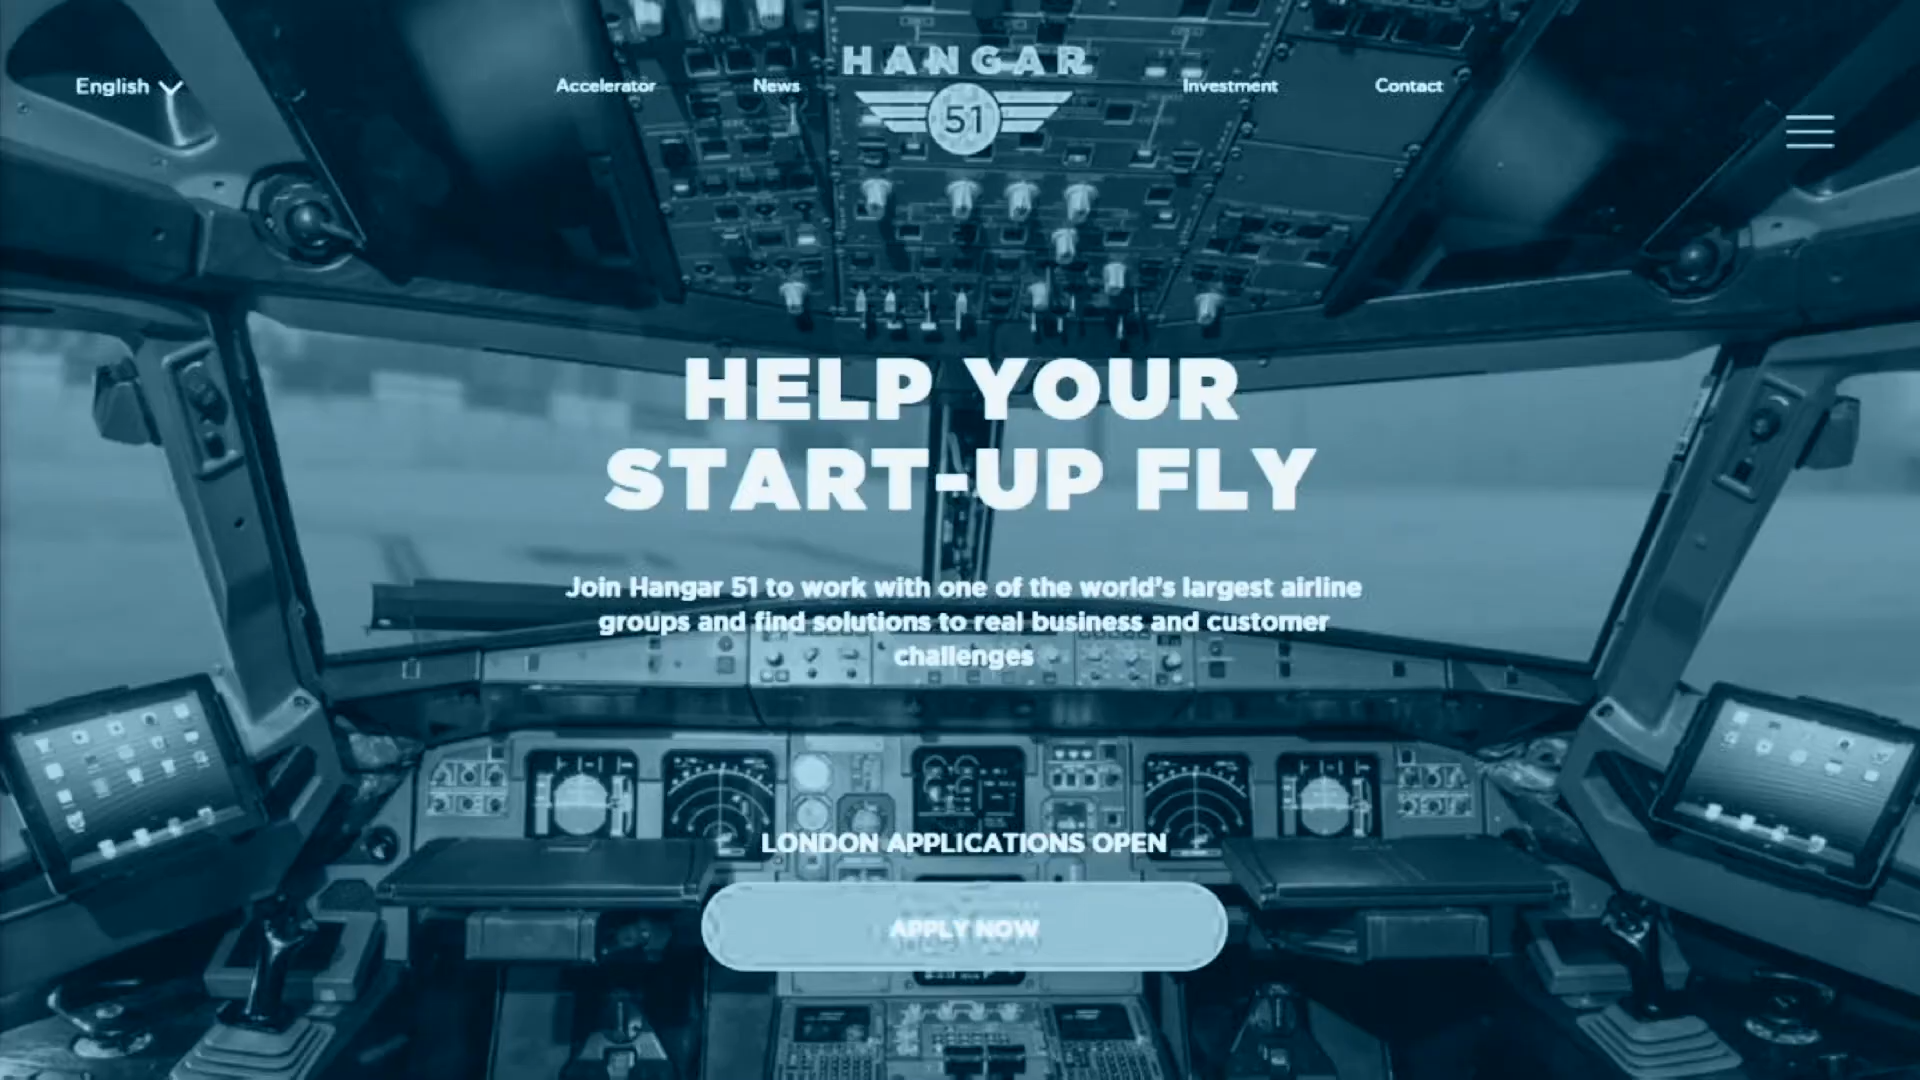 English
Accelerator
News
HANGAR
51
Investment
Contact
HELP YOUR
START-UP FLY
Join Hangar 51 to work with one of the world's largest airline
groups and find solutions to real business and customer
challenges
LONDON APPLICATIONS OPEN
APPLY NOW